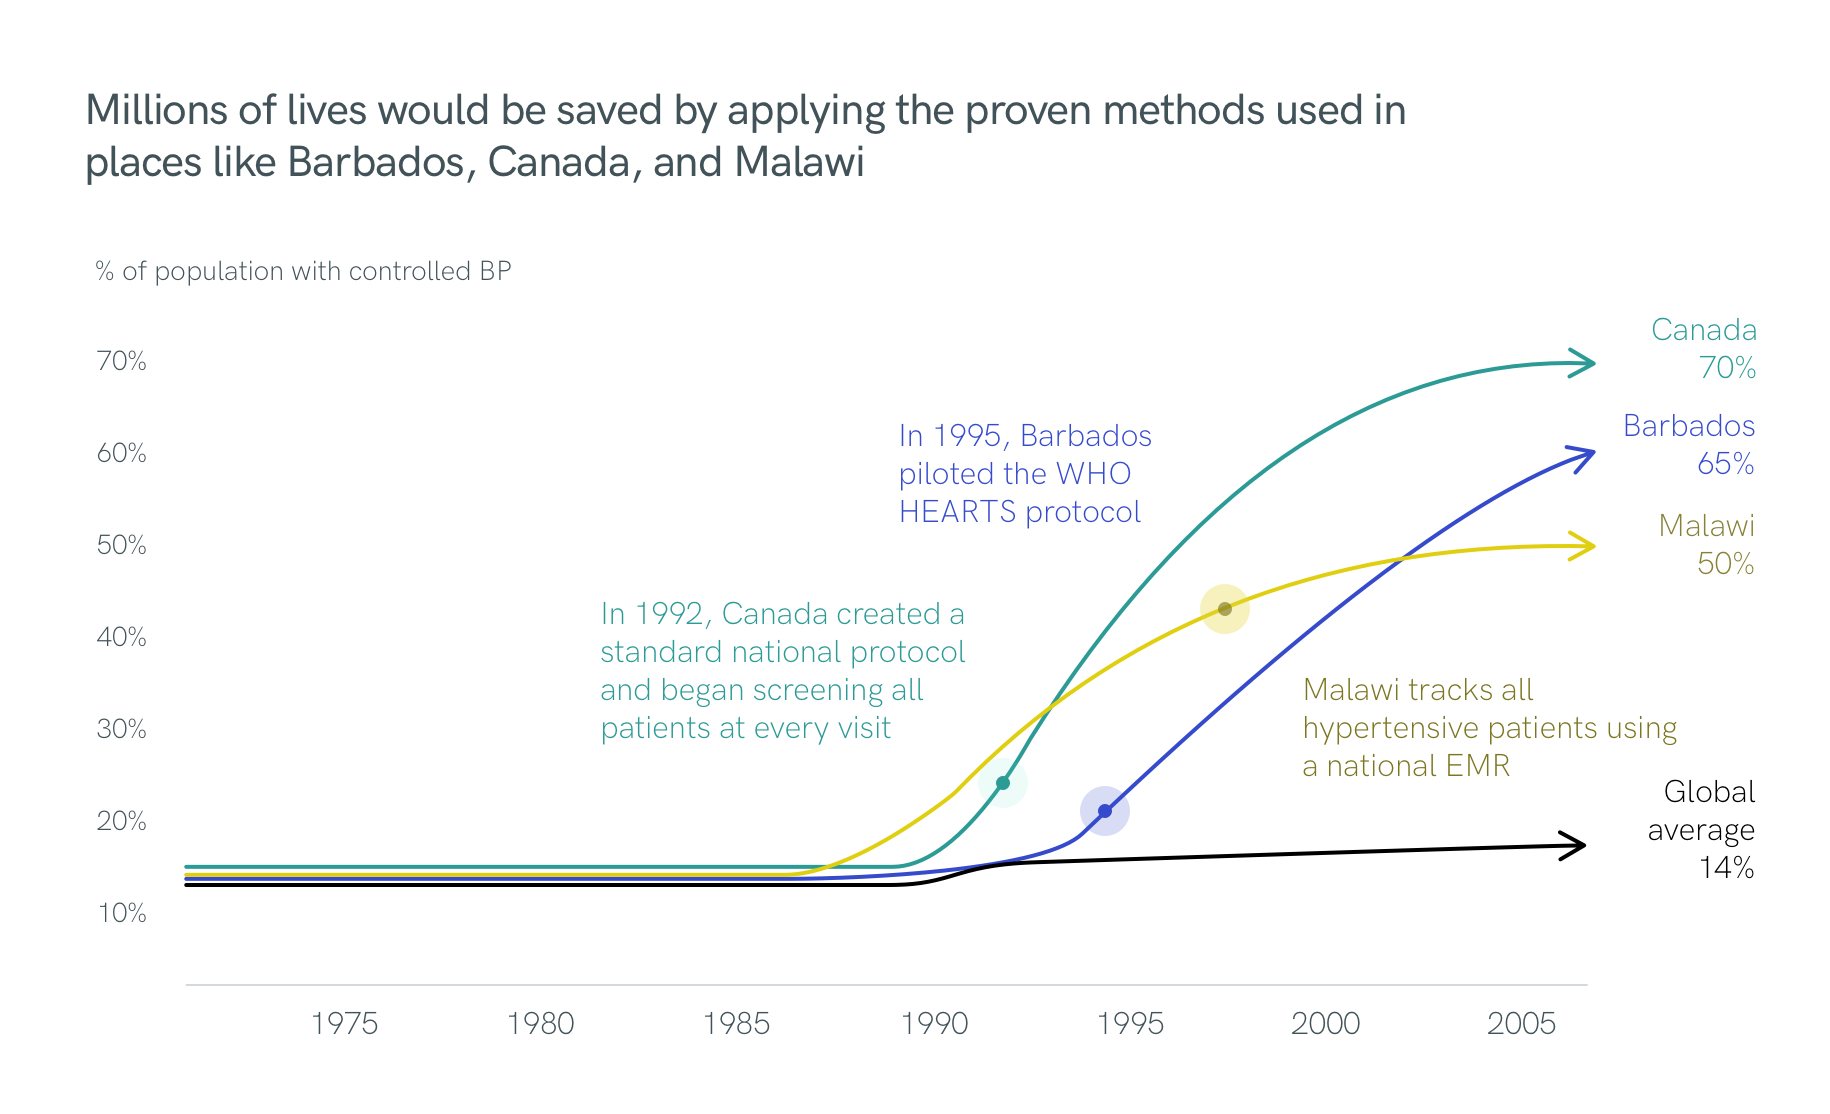 Millions of lives would be saved by applying the proven methods used in
places like Barbados, Canada, and Malawi
% of population with controlled BP
70%
60%
50%
40%
30%
20%
10%
In 1995, Barbados
piloted the WHO
HEARTS protocol
In 1992, Canada created a
standard national protocol
and began screening all
patients at every visit
Malawi tracks all
hypertensive patients using
a national EMR
Canada
70%
Barbados
65%
Malawi
50%
Global
average
14%
1975
1980
1985
1990
1995
2000
2005